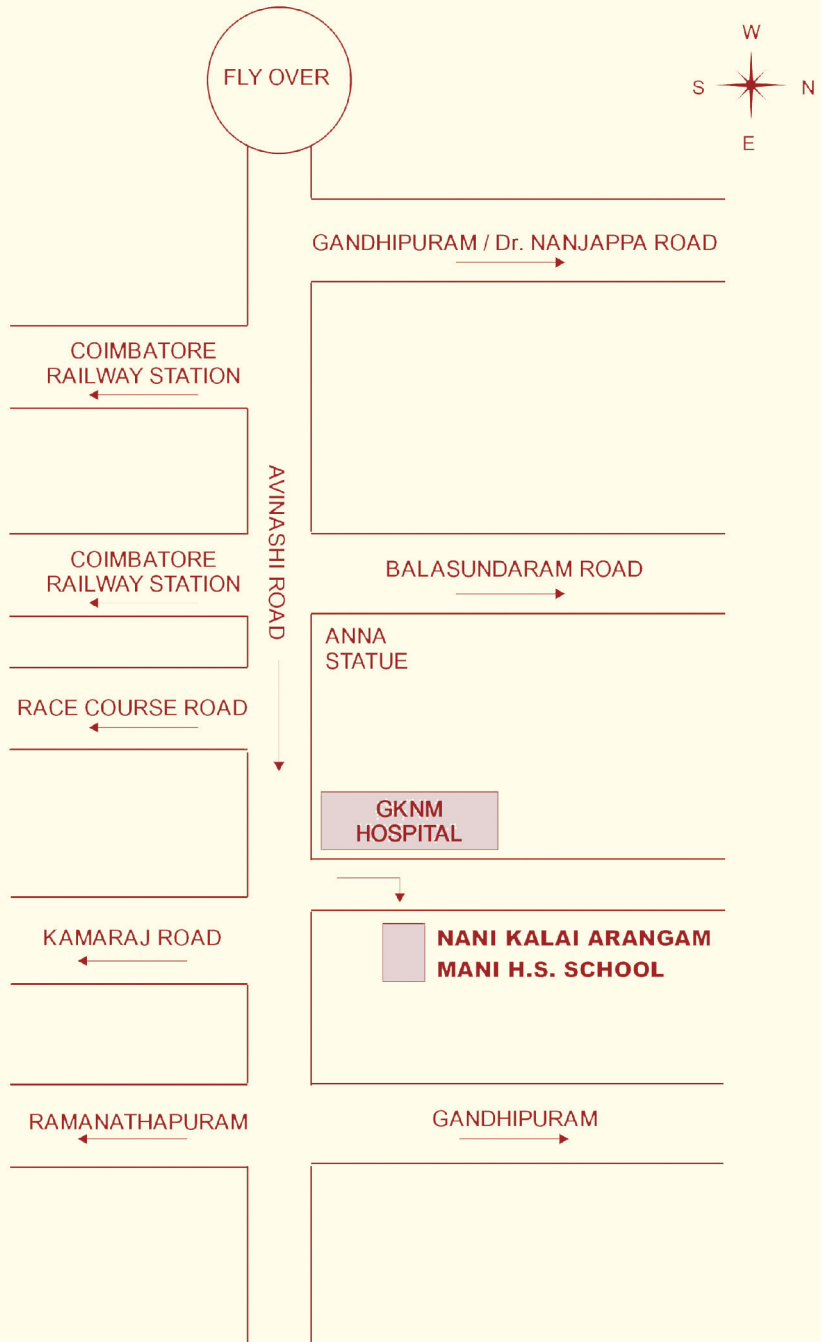 FLY OVER
W
S
N
E
GANDHIPURAM / Dr. NANJAPPA ROAD
COIMBATORE
RAILWAY STATION
AVINASHI ROAD
COIMBATORE
RAILWAY STATION
BALASUNDARAM ROAD
ANNA
STATUE
RACE COURSE ROAD
GKNM
HOSPITAL
KAMARAJ ROAD
NANI KALAI ARANGAM
MANI H.S. SCHOOL
RAMANATHAPURAM
GANDHIPURAM